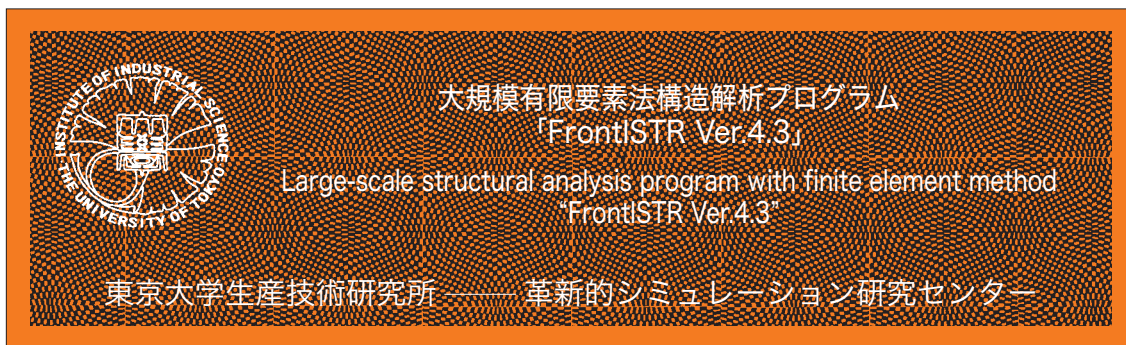 INSTITUTE OF INDUSTRIAL SCIENCE
THE UNIVERSITY OF TOKYO
大規模有限要素法構造解析プログラム
「FrontISTR Ver.4.3」
Large-scale structural analysis program with finite element method
“FrontISTR Ver.4.3”
東京大学生産技術研究所 ── 革新的シミュレーション研究センター